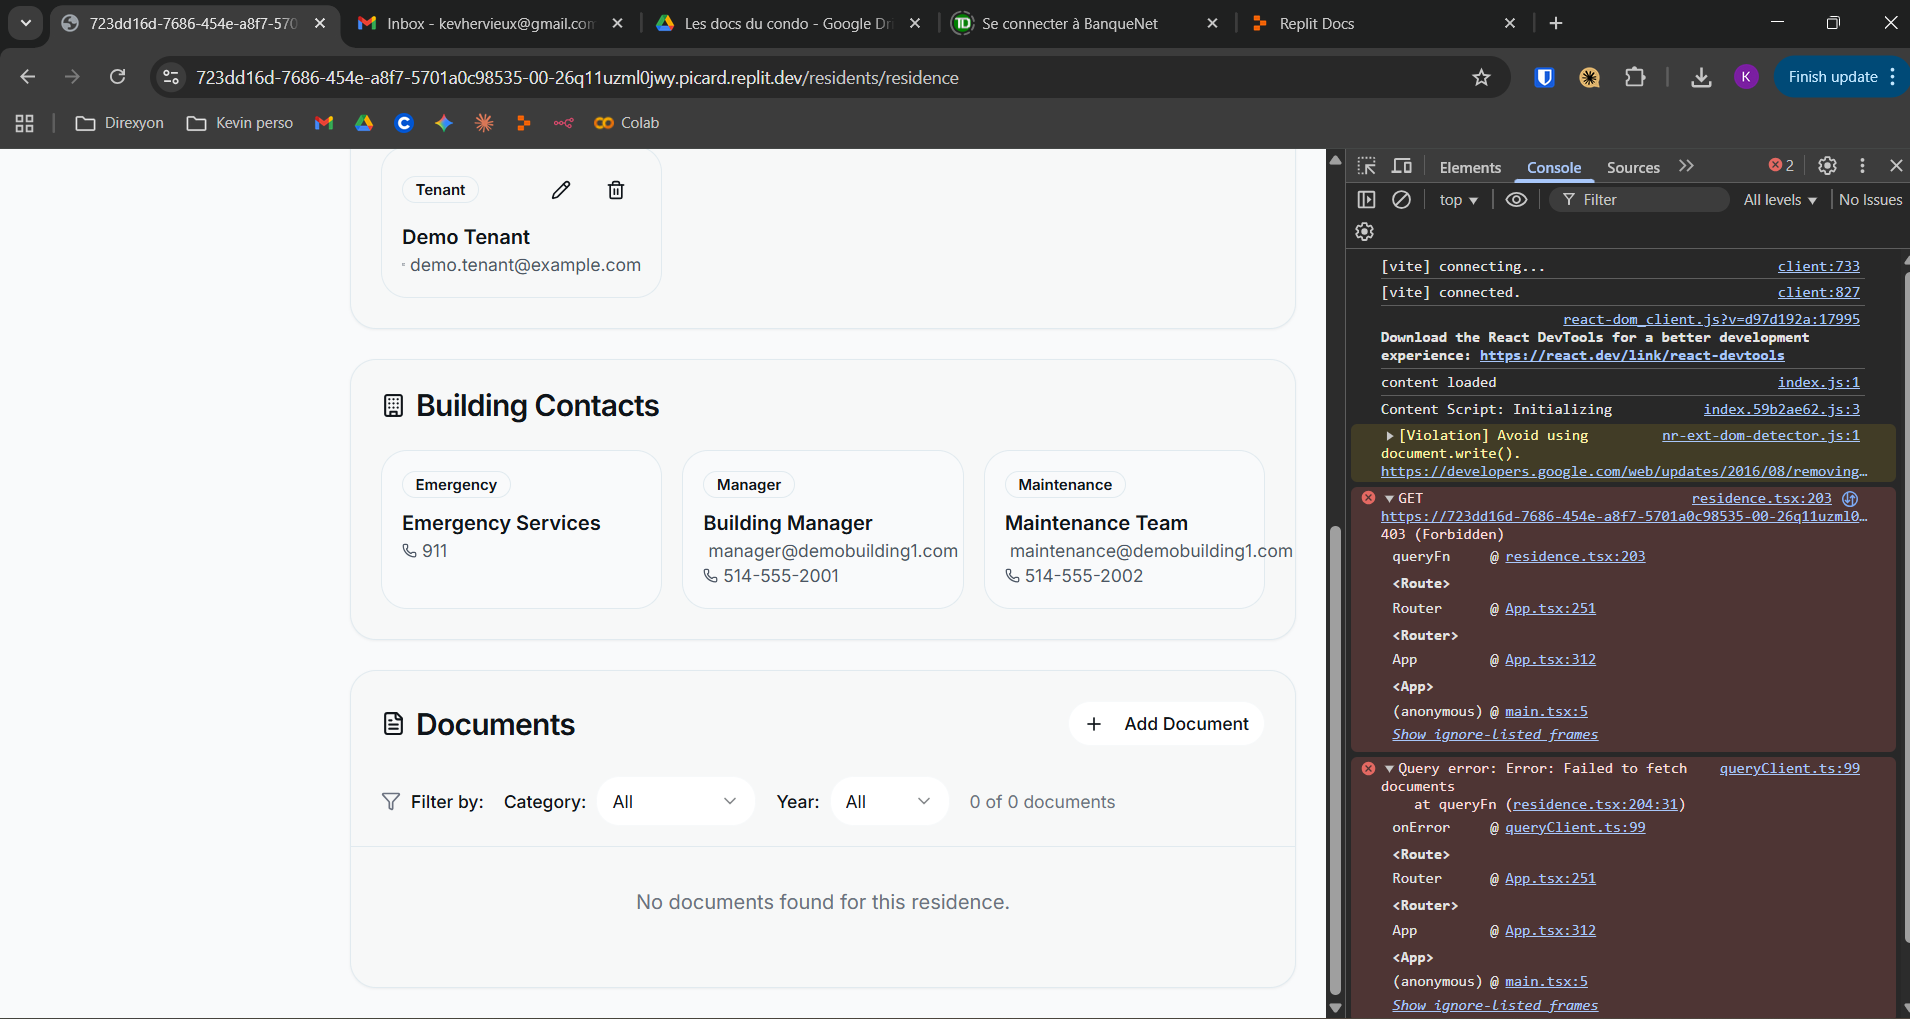 723dd16d-7686-454e-a8f7-570
Inbox - kevhervieux@gmail.con
Les docs du condo - Google Dri
Se connecter à BanqueNet
Replit Docs
723dd16d-7686-454e-a8f7-5701a0c98535-00-26q11uzml0jwy.picard.replit.dev/residents/residence
K
Finish update
Direxyon
Kevin perso
Colab
Tenant
Demo Tenant
demo.tenant@example.com
Building Contacts
Emergency
Emergency Services
911
Manager
Building Manager
manager@demobuilding1.com
514-555-2001
Maintenance
Maintenance Team
maintenance@demobuilding1.com
514-555-2002
Documents
+ Add Document
Filter by: Category: All Year: All 0 of 0 documents
No documents found for this residence.
Elements Console Sources 2
top Filter All levels No Issues
[vite] connecting... client:733
[vite] connected. client:827
react-dom_client.js?v=d97d192a:17995
Download the React DevTools for a better development
experience: https://react.dev/link/react-devtools
content loaded index.js:1
Content Script: Initializing index.59b2ae62.js:3
[Violation] Avoid using nr-ext-dom-detector.js:1
document.write().
https://developers.google.com/web/updates/2016/08/removing…
GET residence.tsx:203
https://723dd16d-7686-454e-a8f7-5701a0c98535-00-26q11uzml0…
403 (Forbidden)
queryFn @ residence.tsx:203
<Route>
Router @ App.tsx:251
<Router>
App @ App.tsx:312
<App>
(anonymous) @ main.tsx:5
Show ignore-listed frames
Query error: Error: Failed to fetch queryClient.ts:99
documents
at queryFn (residence.tsx:204:31)
onError @ queryClient.ts:99
<Route>
Router @ App.tsx:251
<Router>
App @ App.tsx:312
<App>
(anonymous) @ main.tsx:5
Show ignore-listed frames